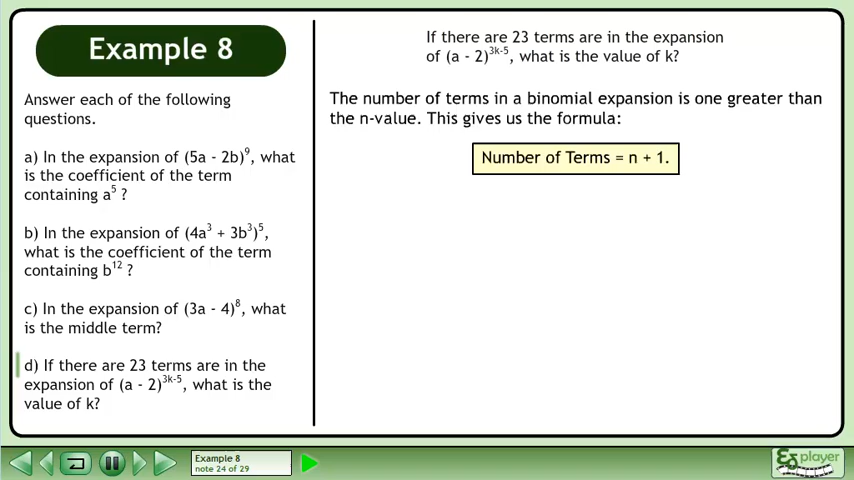 Example 8
Answer each of the following
questions.
a) In the expansion of (5a - 2b)⁹, what
is the coefficient of the term
containing a⁵ ?
b) In the expansion of (4a³ + 3b³)⁵,
what is the coefficient of the term
containing b¹² ?
c) In the expansion of (3a - 4)⁸, what
is the middle term?
d) If there are 23 terms are in the
expansion of (a - 2)³ᵏ⁻⁵, what is the
value of k?
If there are 23 terms are in the expansion
of (a - 2)³ᵏ⁻⁵, what is the value of k?
The number of terms in a binomial expansion is one greater than
the n-value. This gives us the formula:
Number of Terms = n + 1.
Example 8
note 24 of 29
player